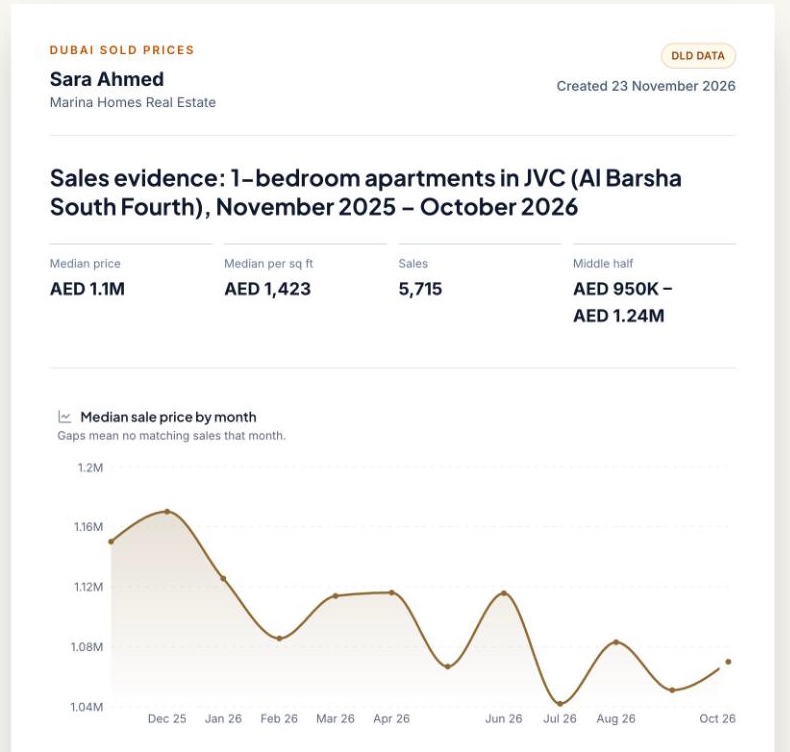 DUBAI SOLD PRICES
DLD DATA
Sara Ahmed
Created 23 November 2026
Marina Homes Real Estate
Sales evidence: 1-bedroom apartments in JVC (Al Barsha
South Fourth), November 2025 – October 2026
Median price
Median per sq ft
Sales
Middle half
AED 1.1M
AED 1,423
5,715
AED 950K –
AED 1.24M
Median sale price by month
Gaps mean no matching sales that month.
1.2M
1.16M
1.12M
1.08M
1.04M
Dec 25 Jan 26 Feb 26 Mar 26 Apr 26 Jun 26 Jul 26 Aug 26 Oct 26